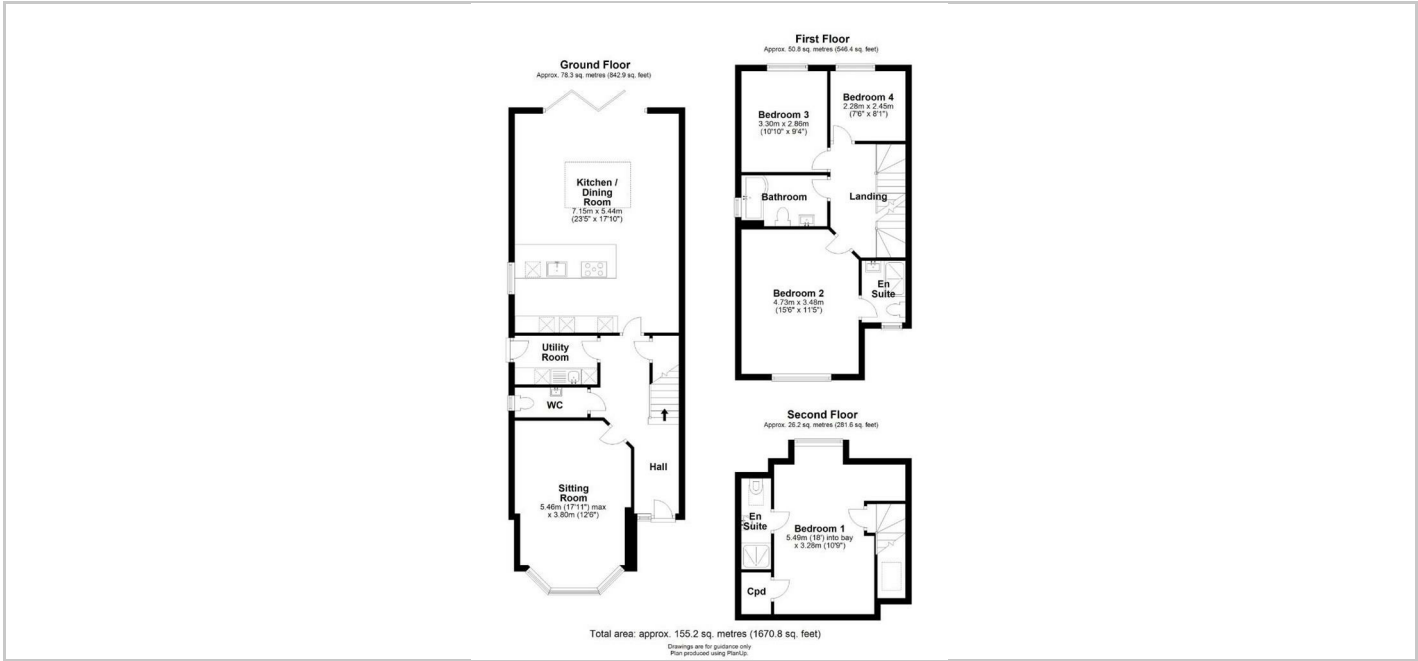 Ground Floor
Approx. 78.3 sq. metres (842.9 sq. feet)
Kitchen /
Dining
Room
7.15m x 5.44m
(23'5" x 17'10")
Utility
Room
WC
Sitting
Room
5.46m (17'11") max
x 3.80m (12'6")
Hall
First Floor
Approx. 50.8 sq. metres (546.4 sq. feet)
Bedroom 3
3.30m x 2.86m
(10'10" x 9'4")
Bedroom 4
2.28m x 2.45m
(7'6" x 8'1")
Bathroom
Landing
Bedroom 2
4.73m x 3.48m
(15'6" x 11'5")
En
Suite
Second Floor
Approx. 26.2 sq. metres (281.6 sq. feet)
En
Suite
Bedroom 1
5.49m (18') into bay
x 3.28m (10'9")
Cpd
Total area: approx. 155.2 sq. metres (1670.8 sq. feet)
Drawings are for guidance only
Plan produced using PlanUp.